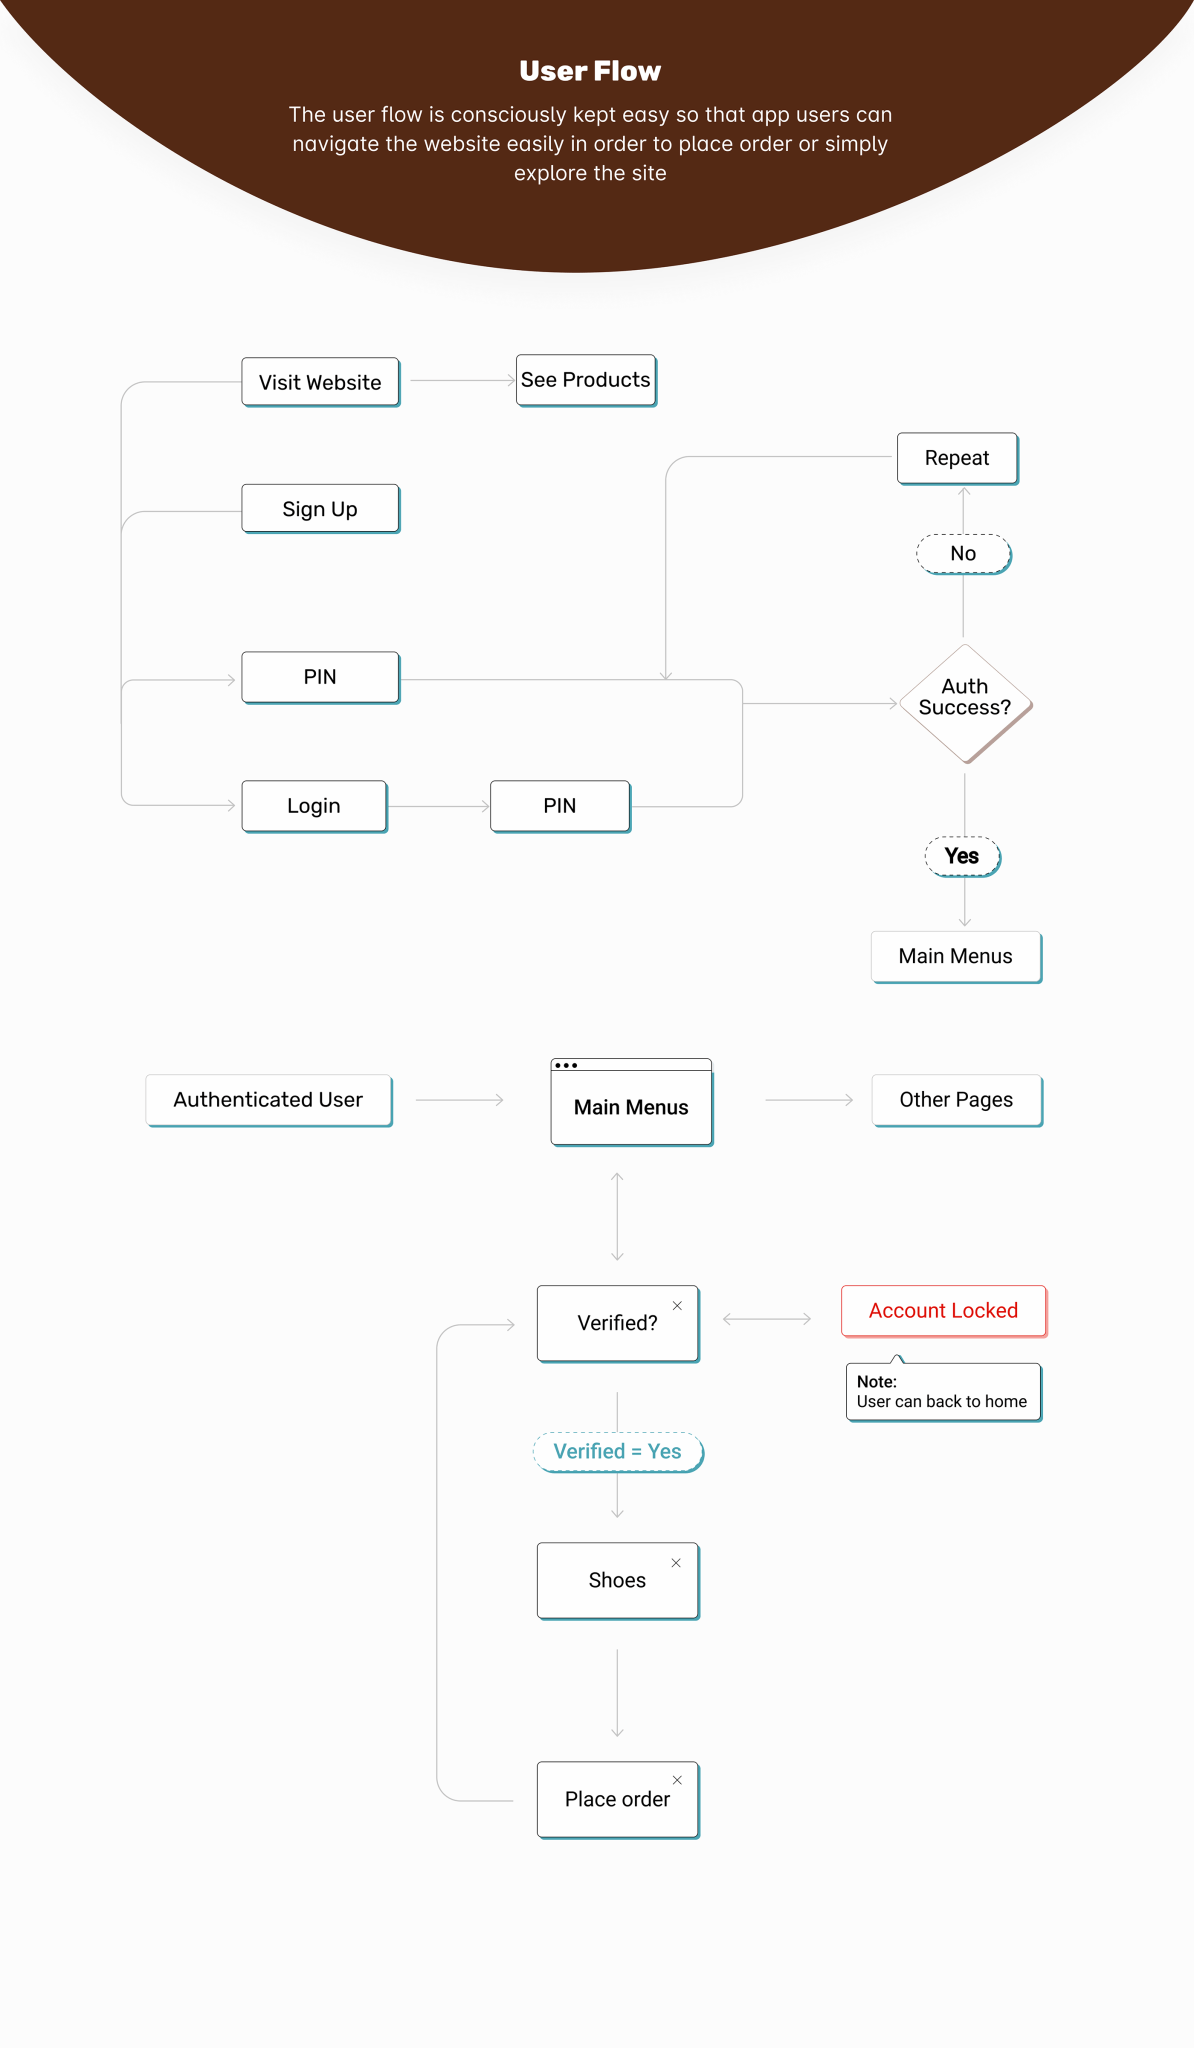 User Flow
The user flow is consciously kept easy so that app users can
navigate the website easily in order to place order or simply
explore the site
Visit Website
See Products
Repeat
Sign Up
No
PIN
Auth
Success?
Login
PIN
Yes
Main Menus
Authenticated User
Main Menus
Other Pages
Verified?
Account Locked
Note:
User can back to home
Verified = Yes
Shoes
Place order